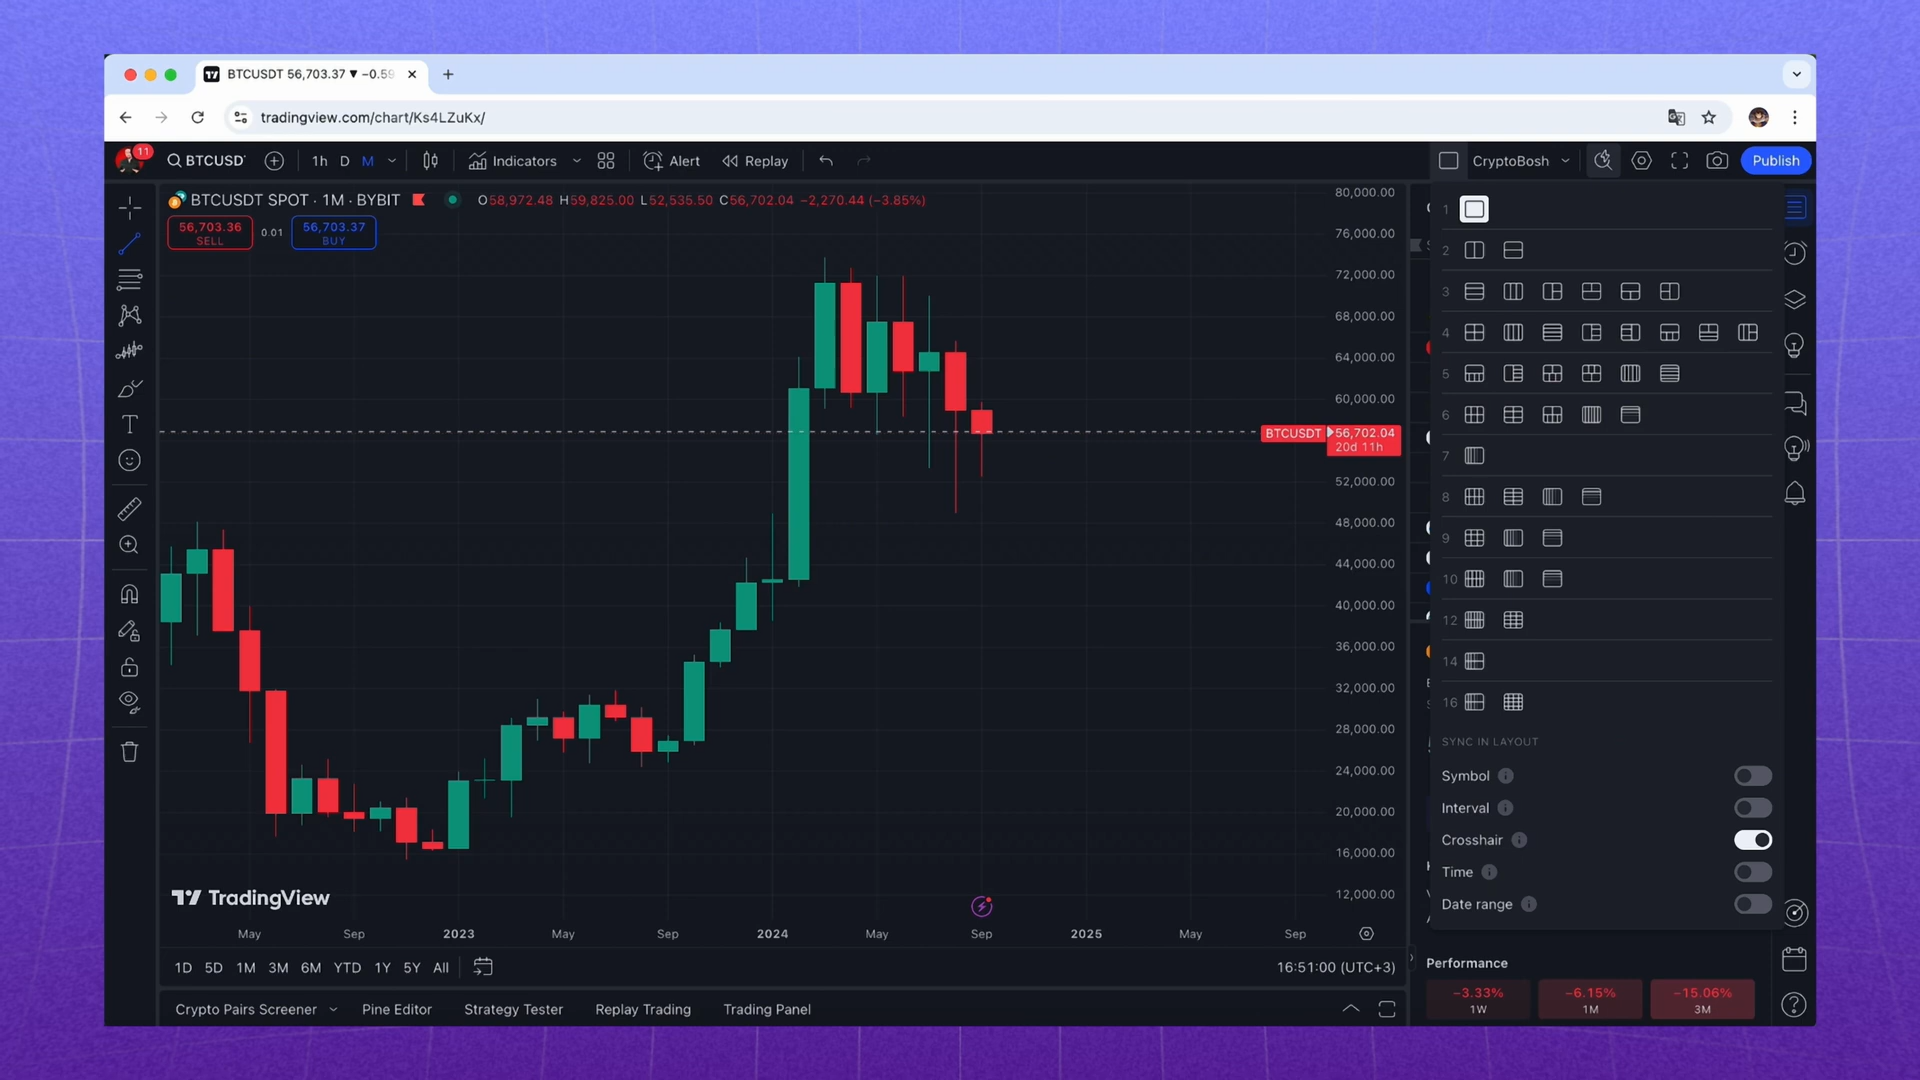 BTCUSDT 56,703.37 ▼ −0.59
tradingview.com/chart/Ks4LZuKx/
11
BTCUSDT
1h D M
Indicators
Alert
Replay
CryptoBosh
Publish
BTCUSDT SPOT · 1M · BYBIT
O58,972.48 H59,825.00 L52,535.50 C56,702.04 −2,270.44 (−3.85%)
56,703.36
SELL
0.01
56,703.37
BUY
80,000.00
76,000.00
72,000.00
68,000.00
64,000.00
60,000.00
BTCUSDT
56,702.04
20d 11h
52,000.00
48,000.00
44,000.00
40,000.00
36,000.00
32,000.00
28,000.00
24,000.00
20,000.00
16,000.00
12,000.00
TradingView
May Sep 2023 May Sep 2024 May Sep 2025 May Sep
1D 5D 1M 3M 6M YTD 1Y 5Y All
16:51:00 (UTC+3)
Crypto Pairs Screener Pine Editor Strategy Tester Replay Trading Trading Panel
1
2
3
4
5
6
7
8
9
10
12
14
16
SYNC IN LAYOUT
Symbol
Interval
Crosshair
Time
Date range
Performance
−3.33%
1W
−6.15%
1M
−15.06%
3M